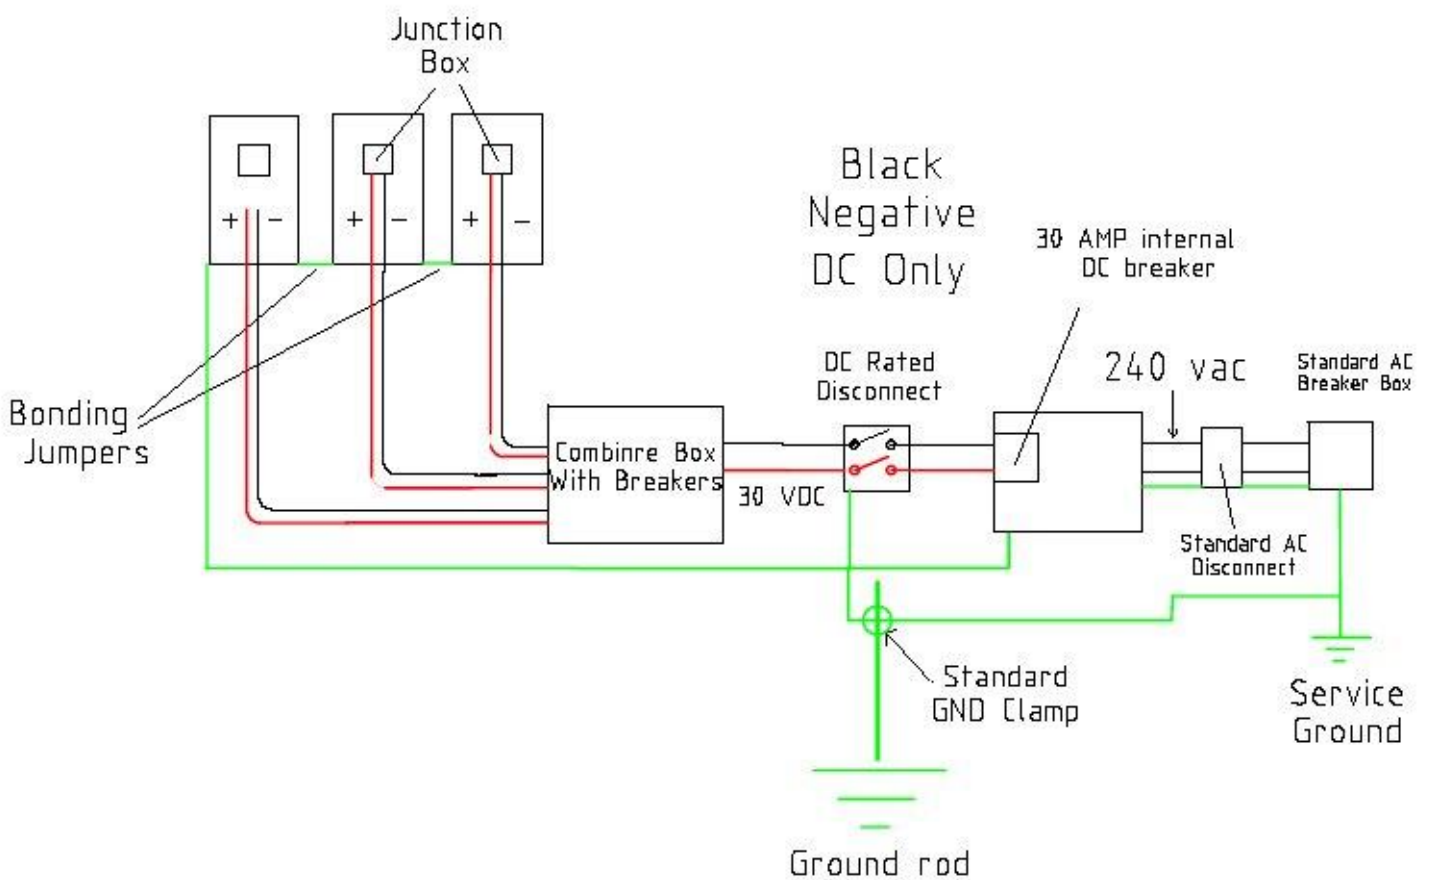 Junction
Box
+ -
+ -
+ -
Black
Negative
DC Only
30 AMP internal
DC breaker
Bonding
Jumpers
DC Rated
Disconnect
240 vac
Standard AC
Breaker Box
Combinre Box
With Breakers
30 VDC
Standard AC
Disconnect
Standard
GND Clamp
Service
Ground
Ground rod